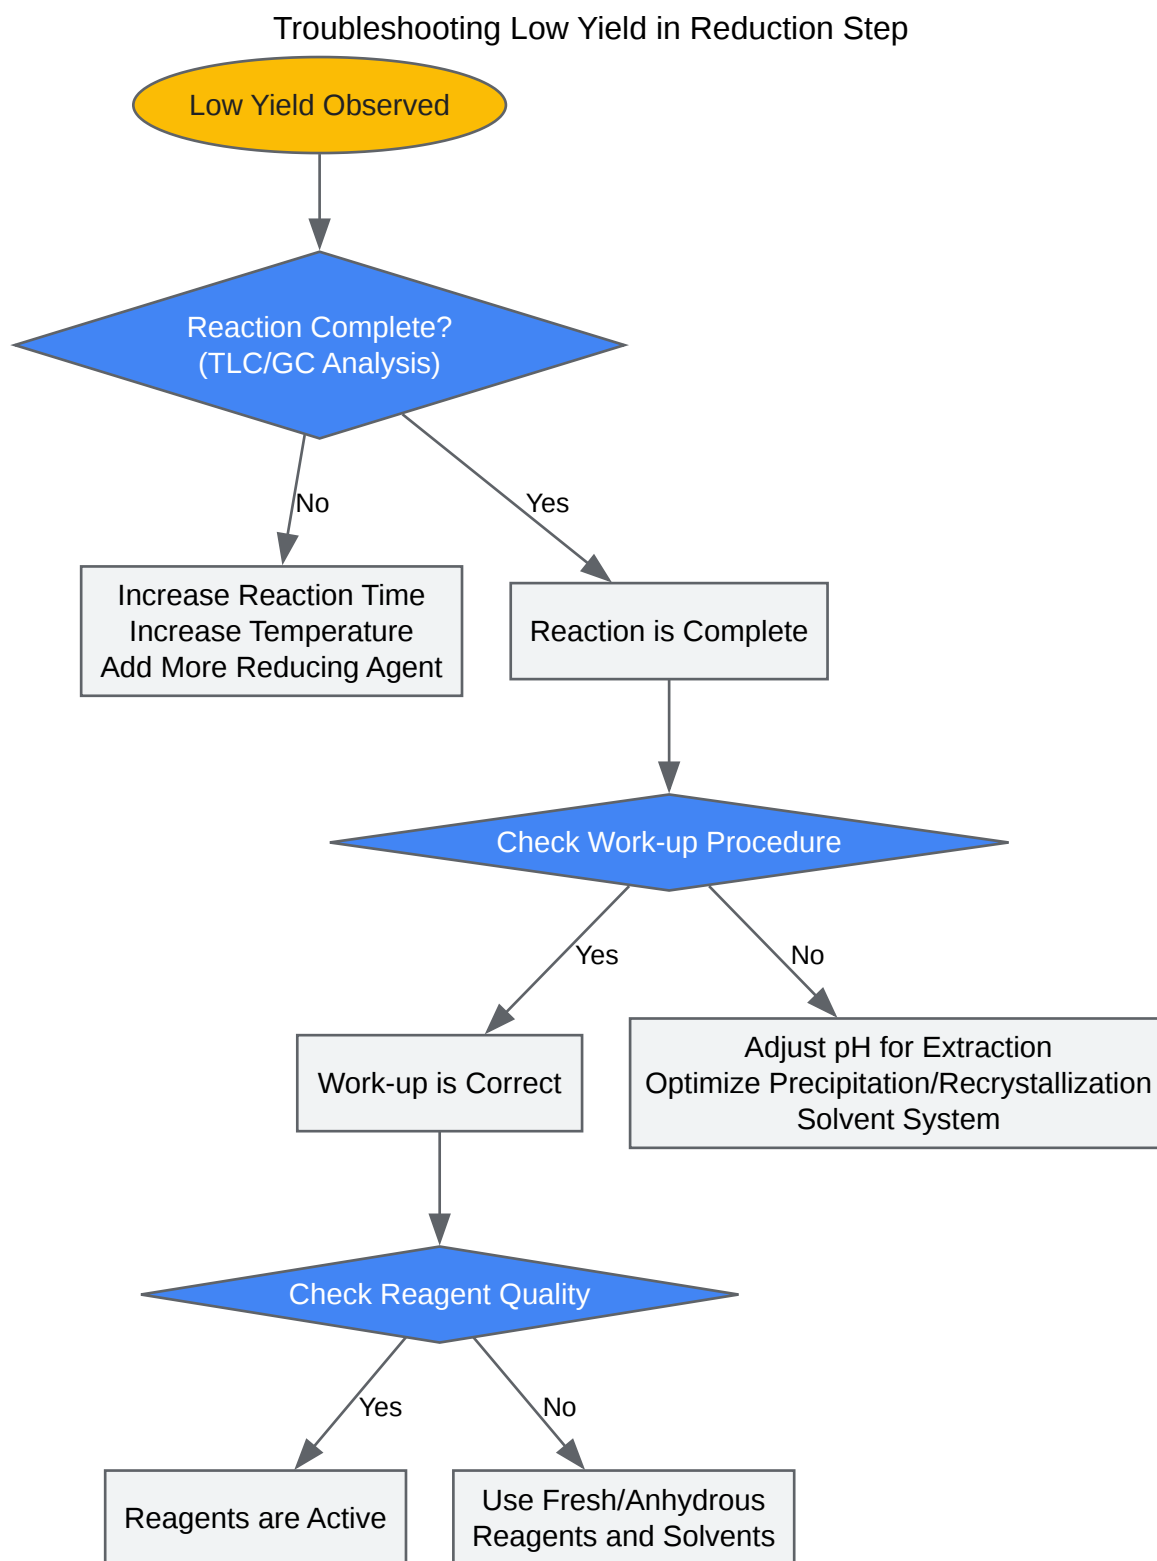 Troubleshooting Low Yield in Reduction Step
Low Yield Observed
Reaction Complete?
(TLC/GC Analysis)
No
Yes
Increase Reaction Time
Increase Temperature
Add More Reducing Agent
Reaction is Complete
Check Work-up Procedure
Yes
No
Work-up is Correct
Adjust pH for Extraction
Optimize Precipitation/Recrystallization
Solvent System
Check Reagent Quality
Yes
No
Reagents are Active
Use Fresh/Anhydrous
Reagents and Solvents